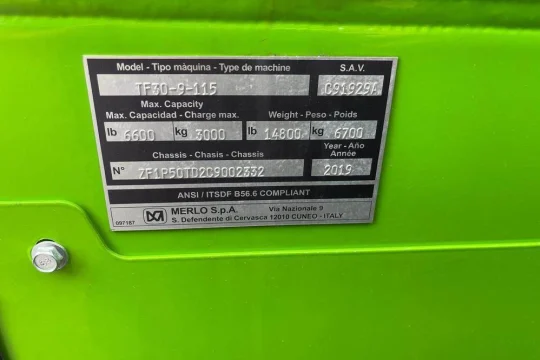 Model - Tipo máquina - Type de machine S.A.V.
TF30-9-115 C91929A
Max. Capacity
Max. Capacidad - Charge max. Weight - Peso - Poids
lb 6600 kg 3000 lb 14800 kg 6700
Chassis - Chasis - Chassis Year - Año
Année
N° ZF1P50TD2C9002332 2019
ANSI / ITSDF B56.6 COMPLIANT
MERLO S.p.A. Via Nazionale 9
097167 S. Defendente di Cervasca 12010 CUNEO - ITALY